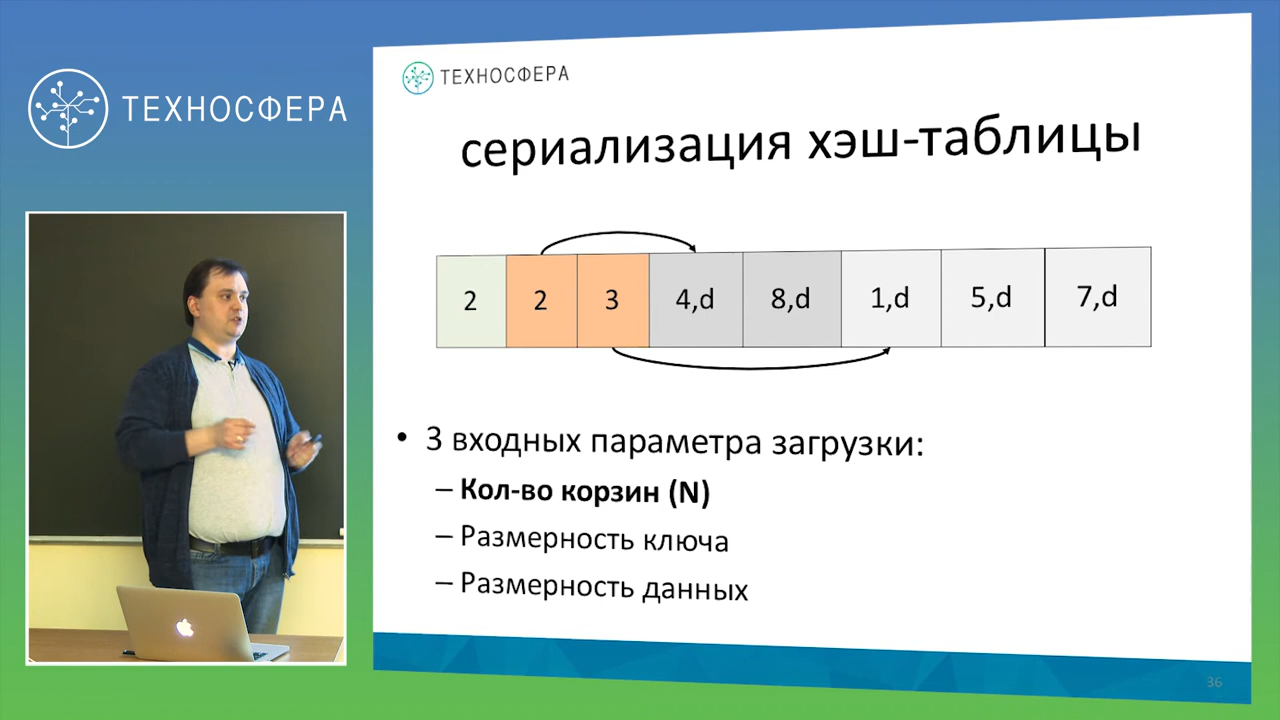 ТЕХНОСФЕРА
ТЕХНОСФЕРА
сериализация хэш-таблицы
2 2 3 4,d 8,d 1,d 5,d 7,d
• 3 входных параметра загрузки:
– Кол-во корзин (N)
– Размерность ключа
– Размерность данных
36